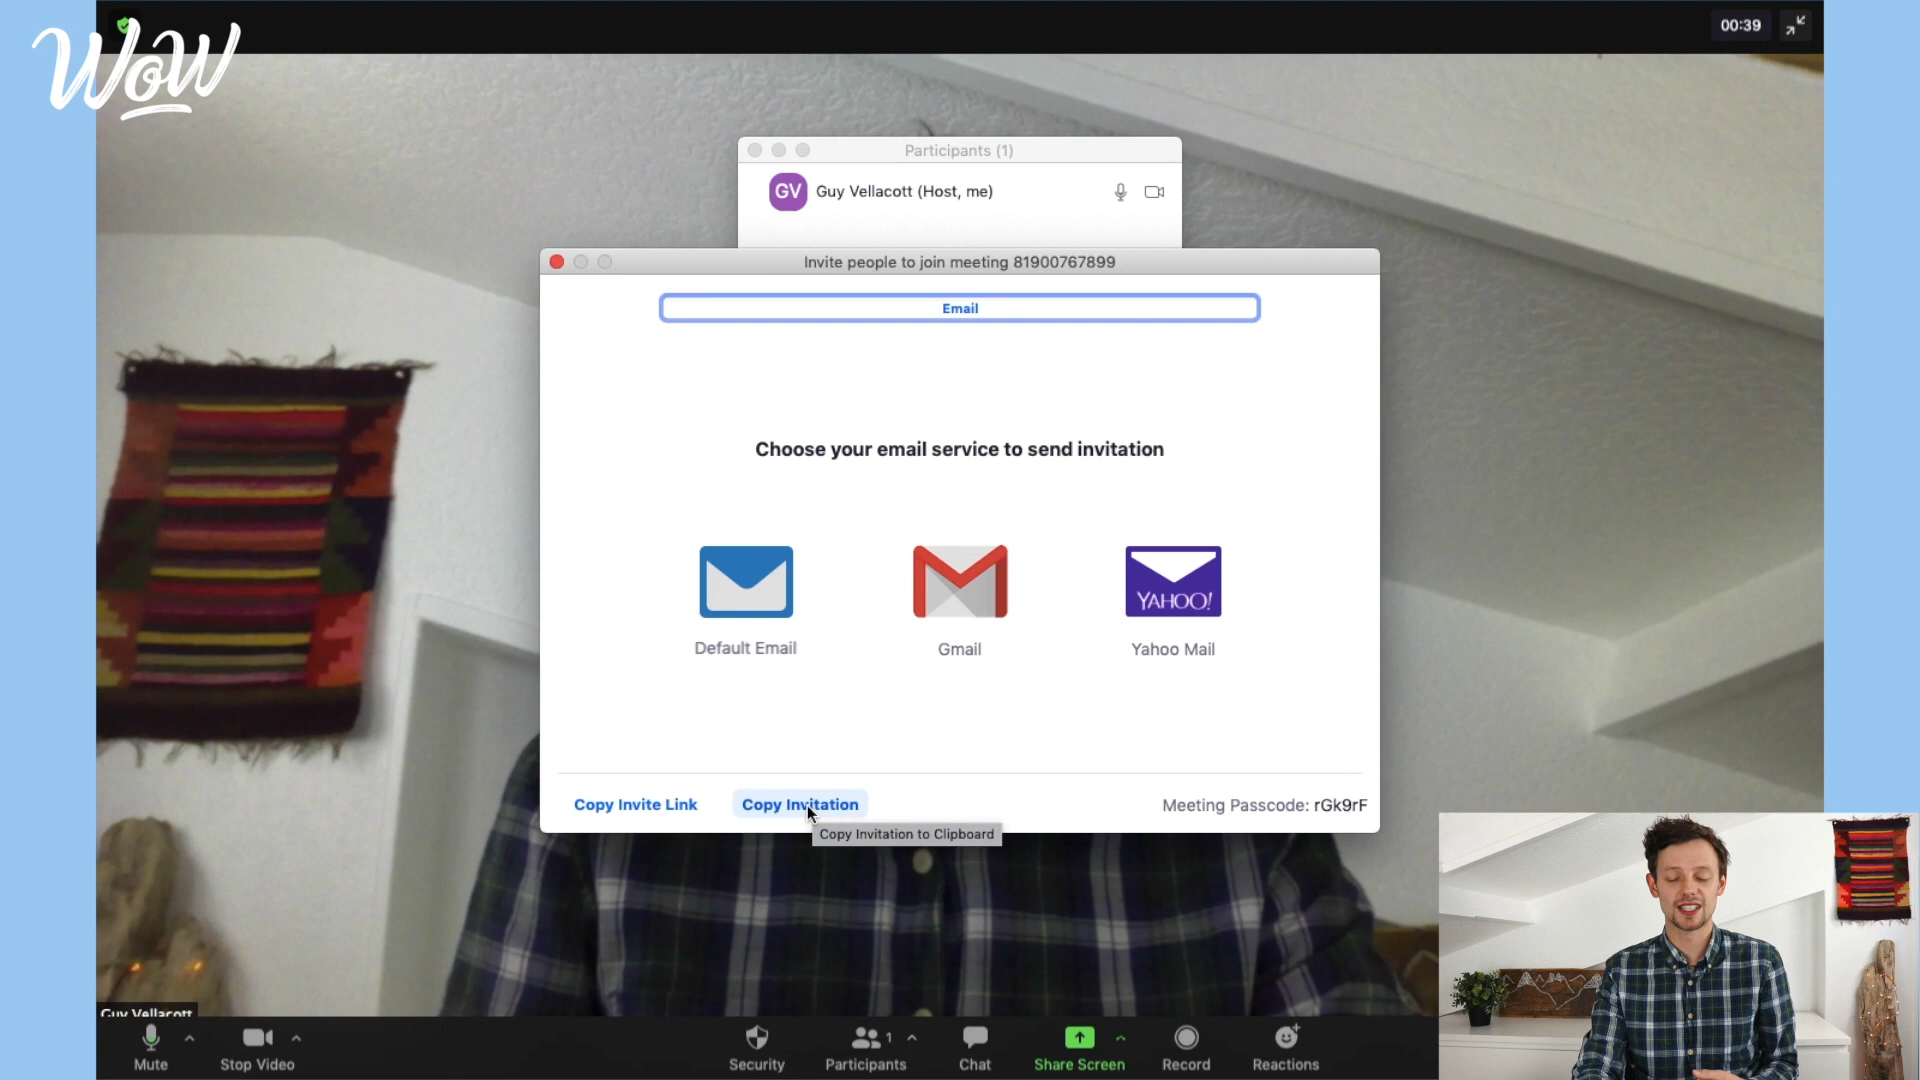 WoW
00:39
Participants (1)
GV Guy Vellacott (Host, me)
Invite people to join meeting 81900767899
Email
Choose your email service to send invitation
YAHOO!
Default Email
Gmail
Yahoo Mail
Copy Invite Link
Copy Invitation
Meeting Passcode: rGk9rF
Copy Invitation to Clipboard
Guy Vellacott
Mute
Stop Video
Security
1
Participants
Chat
Share Screen
Record
Reactions